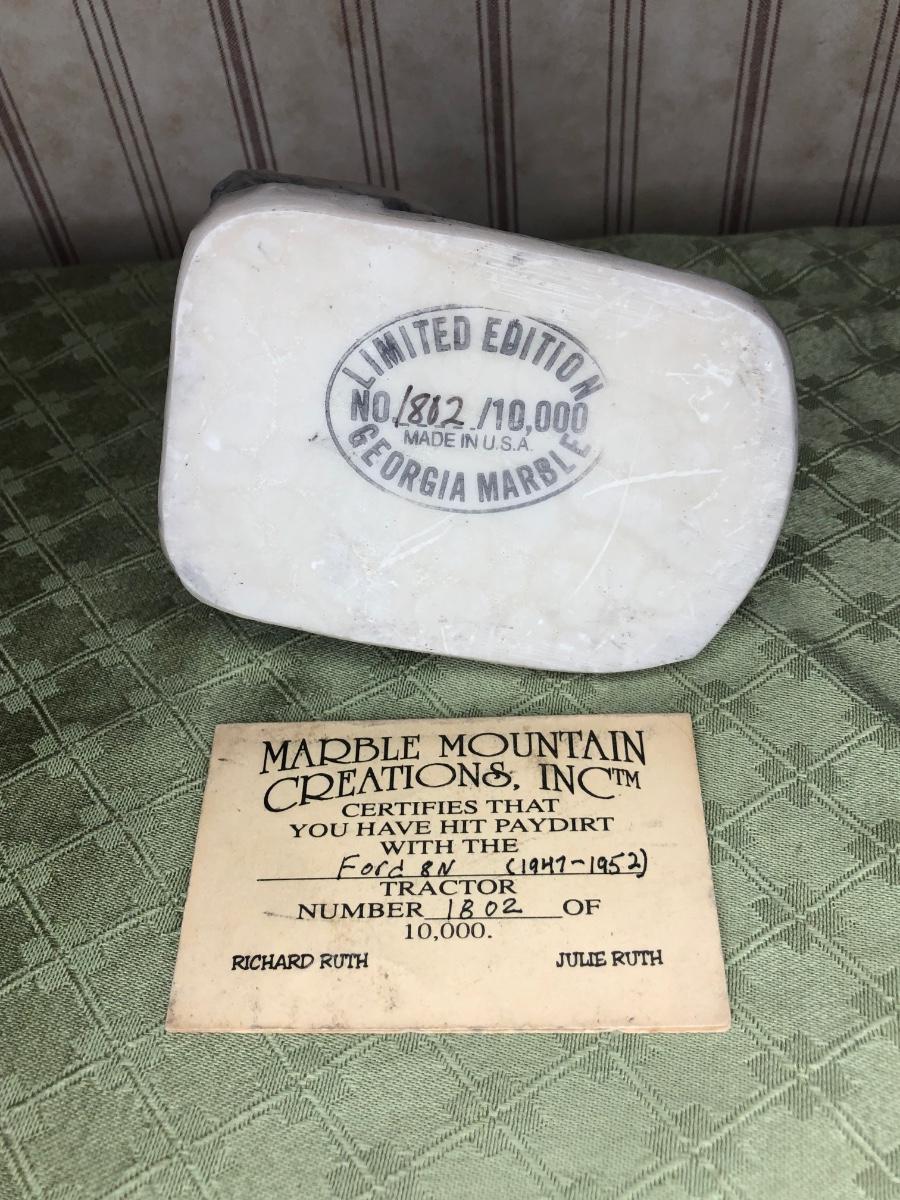 LIMITED EDITION
NO. 1802 /10,000
MADE IN U.S.A.
GEORGIA MARBLE
MARBLE MOUNTAIN
CREATIONS, INC™
CERTIFIES THAT
YOU HAVE HIT PAYDIRT
WITH THE
Ford 8N (1947-1952)
TRACTOR
NUMBER 1802 OF
10,000.
RICHARD RUTH JULIE RUTH